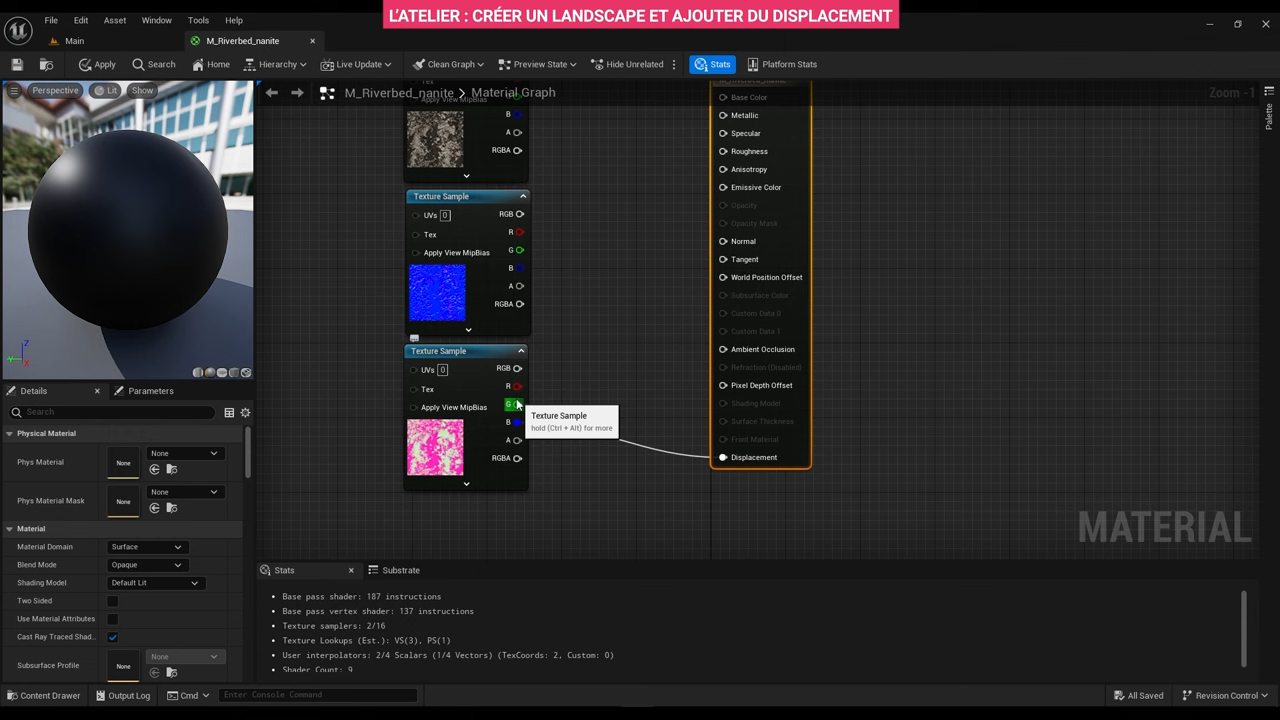 L'ATELIER : CRÉER UN LANDSCAPE ET AJOUTER DU DISPLACEMENT
File Edit Asset Window Tools Help
Main
M_Riverbed_nanite
Apply Search Home Hierarchy Live Update Clean Graph Preview State Hide Unrelated Stats Platform Stats
Perspective Lit Show
M_Riverbed_nanite > Material Graph
Zoom -1
Palette
Apply View MipBias
B
A
RGBA
Texture Sample
UVs 0
Tex
Apply View MipBias
RGB
R
G
B
A
RGBA
Texture Sample
UVs 0
Tex
Apply View MipBias
RGB
R
G
B
A
RGBA
Texture Sample
hold (Ctrl + Alt) for more
Base Color
Metallic
Specular
Roughness
Anisotropy
Emissive Color
Opacity
Opacity Mask
Normal
Tangent
World Position Offset
Subsurface Color
Custom Data 0
Custom Data 1
Ambient Occlusion
Refraction (Disabled)
Pixel Depth Offset
Shading Model
Surface Thickness
Front Material
Displacement
MATERIAL
Z
Y
X
Details Parameters
Search
Physical Material
Phys Material None None
Phys Material Mask None None
Material
Material Domain Surface
Blend Mode Opaque
Shading Model Default Lit
Two Sided
Use Material Attributes
Cast Ray Traced Shad...
Subsurface Profile None None
Stats Substrate
Base pass shader: 187 instructions
Base pass vertex shader: 137 instructions
Texture samplers: 2/16
Texture Lookups (Est.): VS(3), PS(1)
User interpolators: 2/4 Scalars (1/4 Vectors) (TexCoords: 2, Custom: 0)
Shader Count: 9
Content Drawer Output Log Cmd Enter Console Command All Saved Revision Control